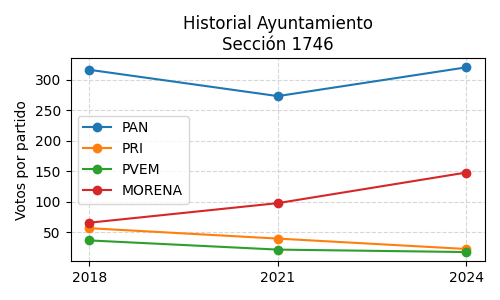 Historial Ayuntamiento
Sección 1746
Votos por partido
300
250
200
150
100
50
PAN
PRI
PVEM
MORENA
2018
2021
2024